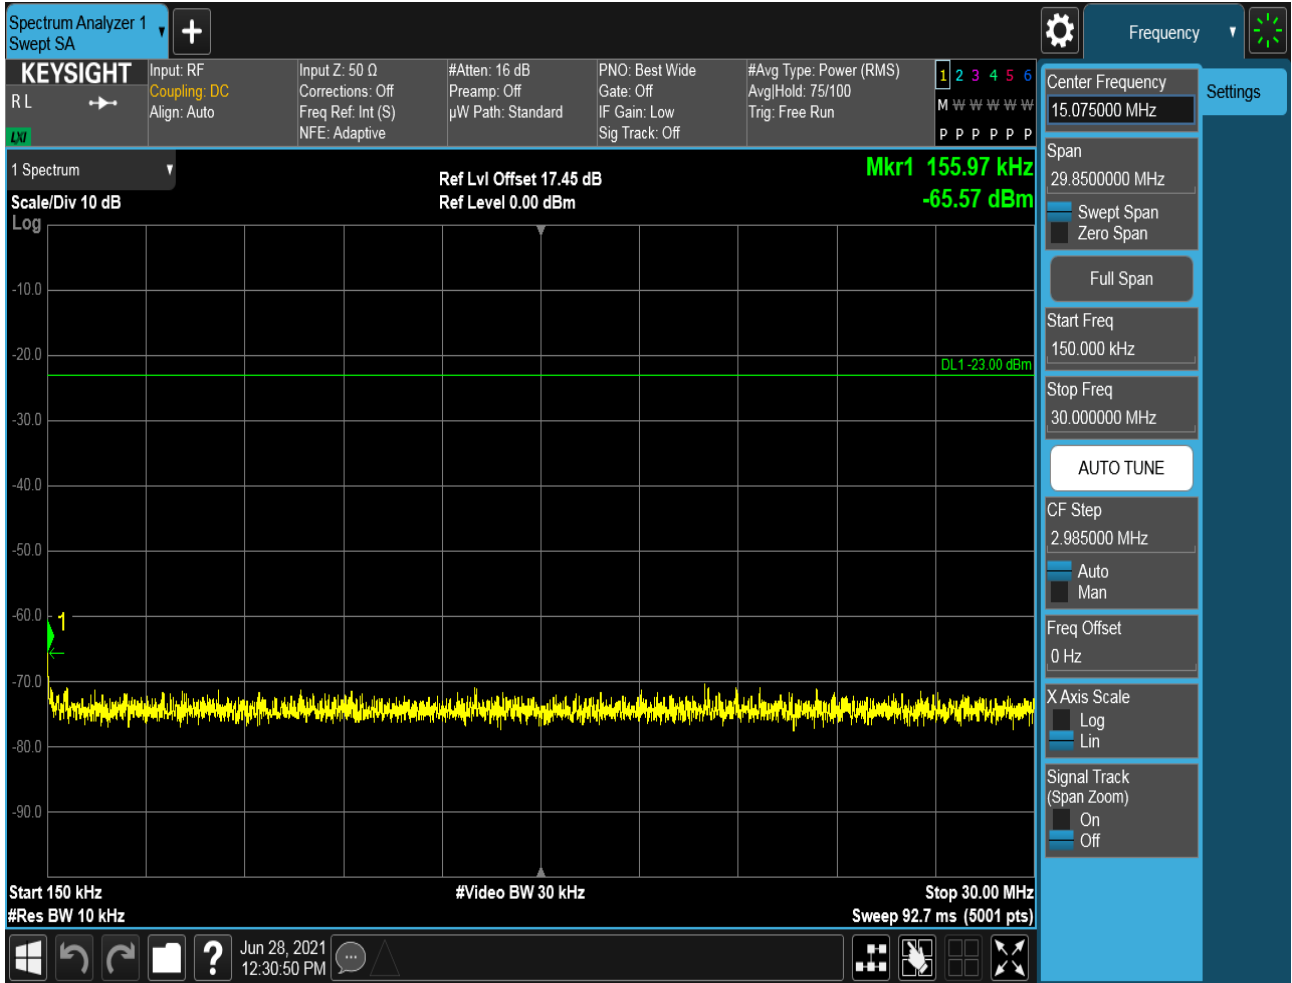 Spectrum Analyzer 1
Swept SA
Frequency
KEYSIGHT
R L
LXI
Input: RF
Coupling: DC
Align: Auto
Input Z: 50 Ω
Corrections: Off
Freq Ref: Int (S)
NFE: Adaptive
#Atten: 16 dB
Preamp: Off
µW Path: Standard
PNO: Best Wide
Gate: Off
IF Gain: Low
Sig Track: Off
#Avg Type: Power (RMS)
Avg|Hold: 75/100
Trig: Free Run
1 2 3 4 5 6
M W W W W W
P P P P P P
1 Spectrum
Scale/Div 10 dB
Log
Ref Lvl Offset 17.45 dB
Ref Level 0.00 dBm
Mkr1 155.97 kHz
-65.57 dBm
-10.0
-20.0
DL1 -23.00 dBm
-30.0
-40.0
-50.0
-60.0
1
-70.0
-80.0
-90.0
Start 150 kHz
#Res BW 10 kHz
#Video BW 30 kHz
Stop 30.00 MHz
Sweep 92.7 ms (5001 pts)
Jun 28, 2021
12:30:50 PM
Center Frequency
15.075000 MHz
Settings
Span
29.8500000 MHz
Swept Span
Zero Span
Full Span
Start Freq
150.000 kHz
Stop Freq
30.000000 MHz
AUTO TUNE
CF Step
2.985000 MHz
Auto
Man
Freq Offset
0 Hz
X Axis Scale
Log
Lin
Signal Track
(Span Zoom)
On
Off